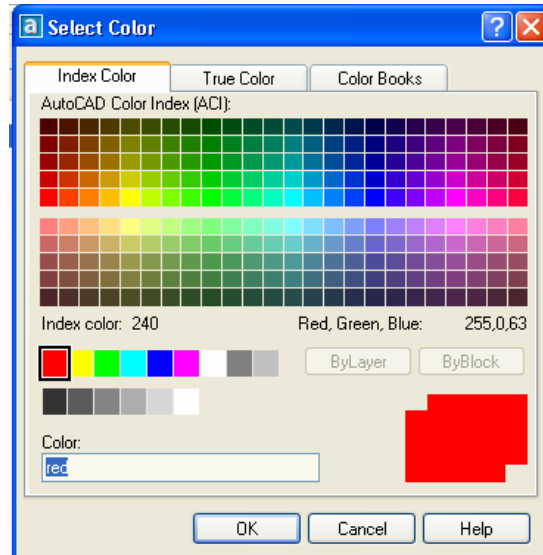 a Select Color ? X
Index Color True Color Color Books
AutoCAD Color Index (ACI):
Index color: 240 Red, Green, Blue: 255,0,63
ByLayer ByBlock
Color:
red
OK Cancel Help